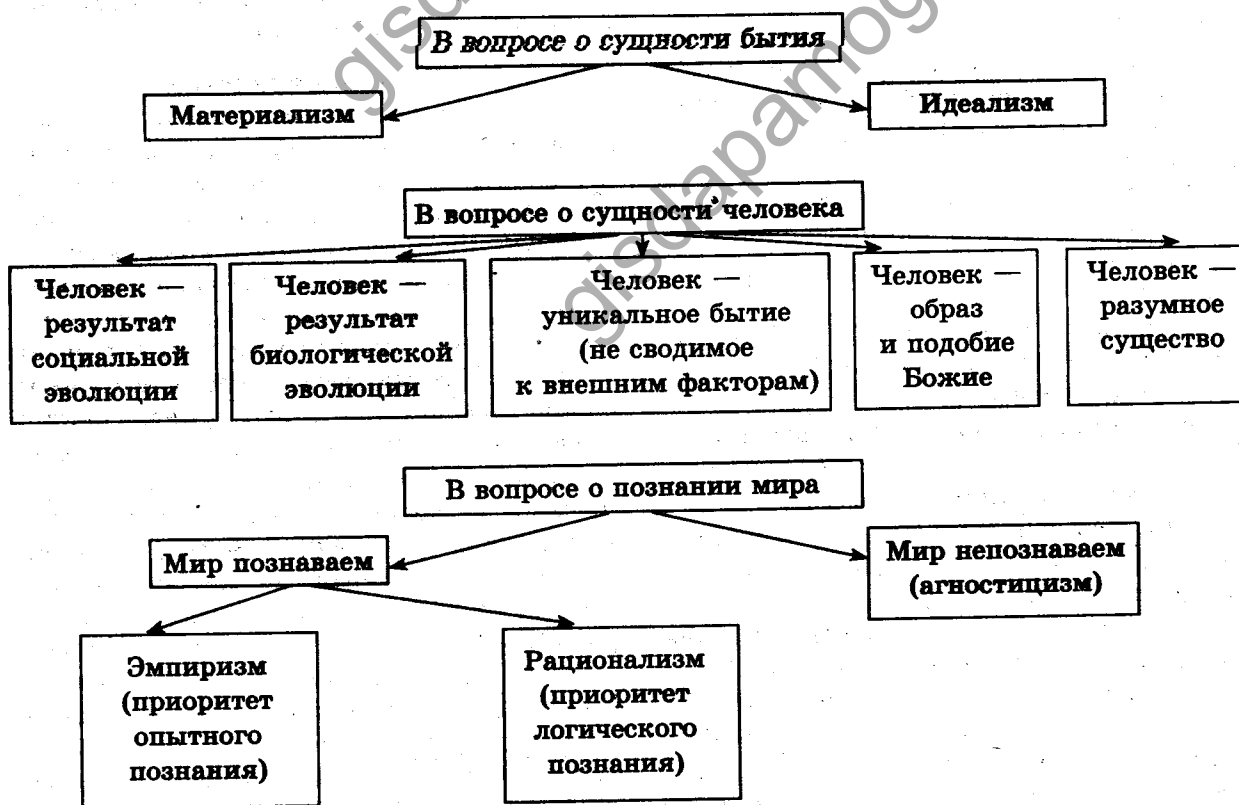 В вопросе о сущности бытия
Материализм
Идеализм
В вопросе о сущности человека
Человек —
результат
социальной
эволюции
Человек —
результат
биологической
эволюции
Человек —
уникальное бытие
(не сводимое
к внешним факторам)
Человек —
образ
и подобие
Божие
Человек —
разумное
существо
В вопросе о познании мира
Мир познаваем
Мир непознаваем
(агностицизм)
Эмпиризм
(приоритет
опытного
познания)
Рационализм
(приоритет
логического
познания)
gisdapamog